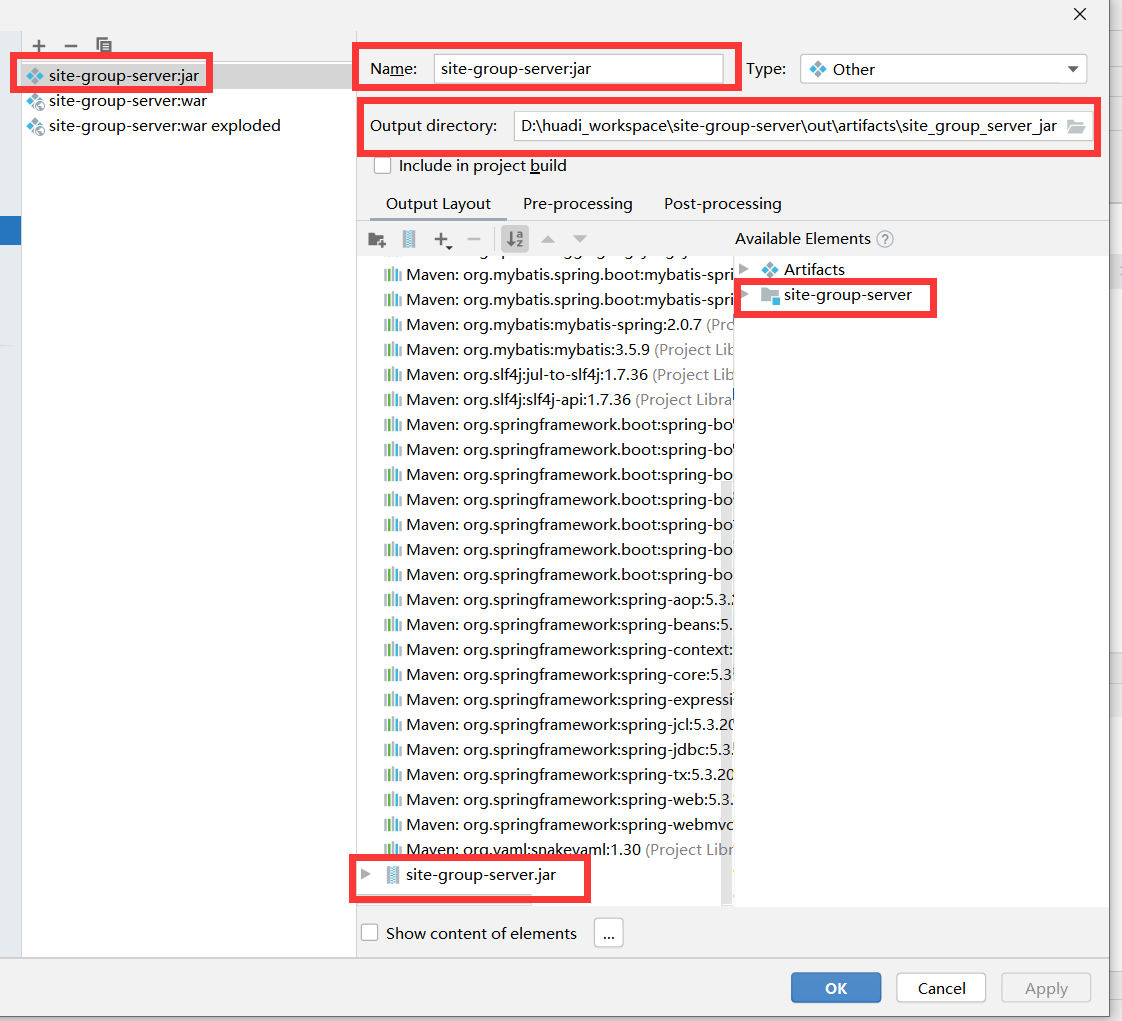 site-group-server:jar
site-group-server:war
site-group-server:war exploded
Name: site-group-server:jar Type: Other
Output directory: D:\huadi_workspace\site-group-server\out\artifacts\site_group_server_jar
Include in project build
Output Layout Pre-processing Post-processing
Available Elements ?
Artifacts
site-group-server
Maven: org.mybatis.spring.boot:mybatis-spri
Maven: org.mybatis.spring.boot:mybatis-spri
Maven: org.mybatis:mybatis-spring:2.0.7 (Pro
Maven: org.mybatis:mybatis:3.5.9 (Project Lib
Maven: org.slf4j:jul-to-slf4j:1.7.36 (Project Lib
Maven: org.slf4j:slf4j-api:1.7.36 (Project Libra
Maven: org.springframework.boot:spring-bo
Maven: org.springframework.boot:spring-bo
Maven: org.springframework.boot:spring-bo
Maven: org.springframework.boot:spring-bo
Maven: org.springframework.boot:spring-bo
Maven: org.springframework.boot:spring-bo
Maven: org.springframework.boot:spring-bo
Maven: org.springframework:spring-aop:5.3.
Maven: org.springframework:spring-beans:5.
Maven: org.springframework:spring-context:
Maven: org.springframework:spring-core:5.3
Maven: org.springframework:spring-expressi
Maven: org.springframework:spring-jcl:5.3.20
Maven: org.springframework:spring-jdbc:5.3.
Maven: org.springframework:spring-tx:5.3.20
Maven: org.springframework:spring-web:5.3.
Maven: org.springframework:spring-webmvc
Maven: org.yaml:snakeyaml:1.30 (Project Libr
site-group-server.jar
Show content of elements ...
OK Cancel Apply